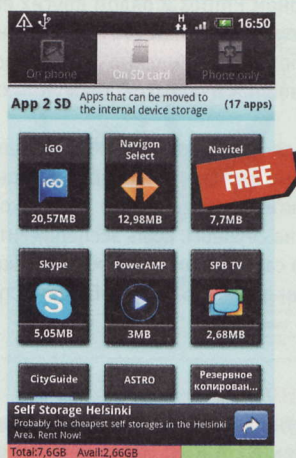 H
16:50
On phone
On SD card
Phone only
App 2 SD
Apps that can be moved to
the internal device storage
(17 apps)
iGO
Navigon
Select
Navitel
iGO
FREE
20,57MB
12,98MB
7,7MB
Skype
PowerAMP
SPB TV
S
5,05MB
3MB
2,68MB
CityGuide
ASTRO
Резервное
копирован...
Self Storage Helsinki
Probably the cheapest self storages in the Helsinki
Area. Rent Now!
Total:7,6GB Avail:2,66GB